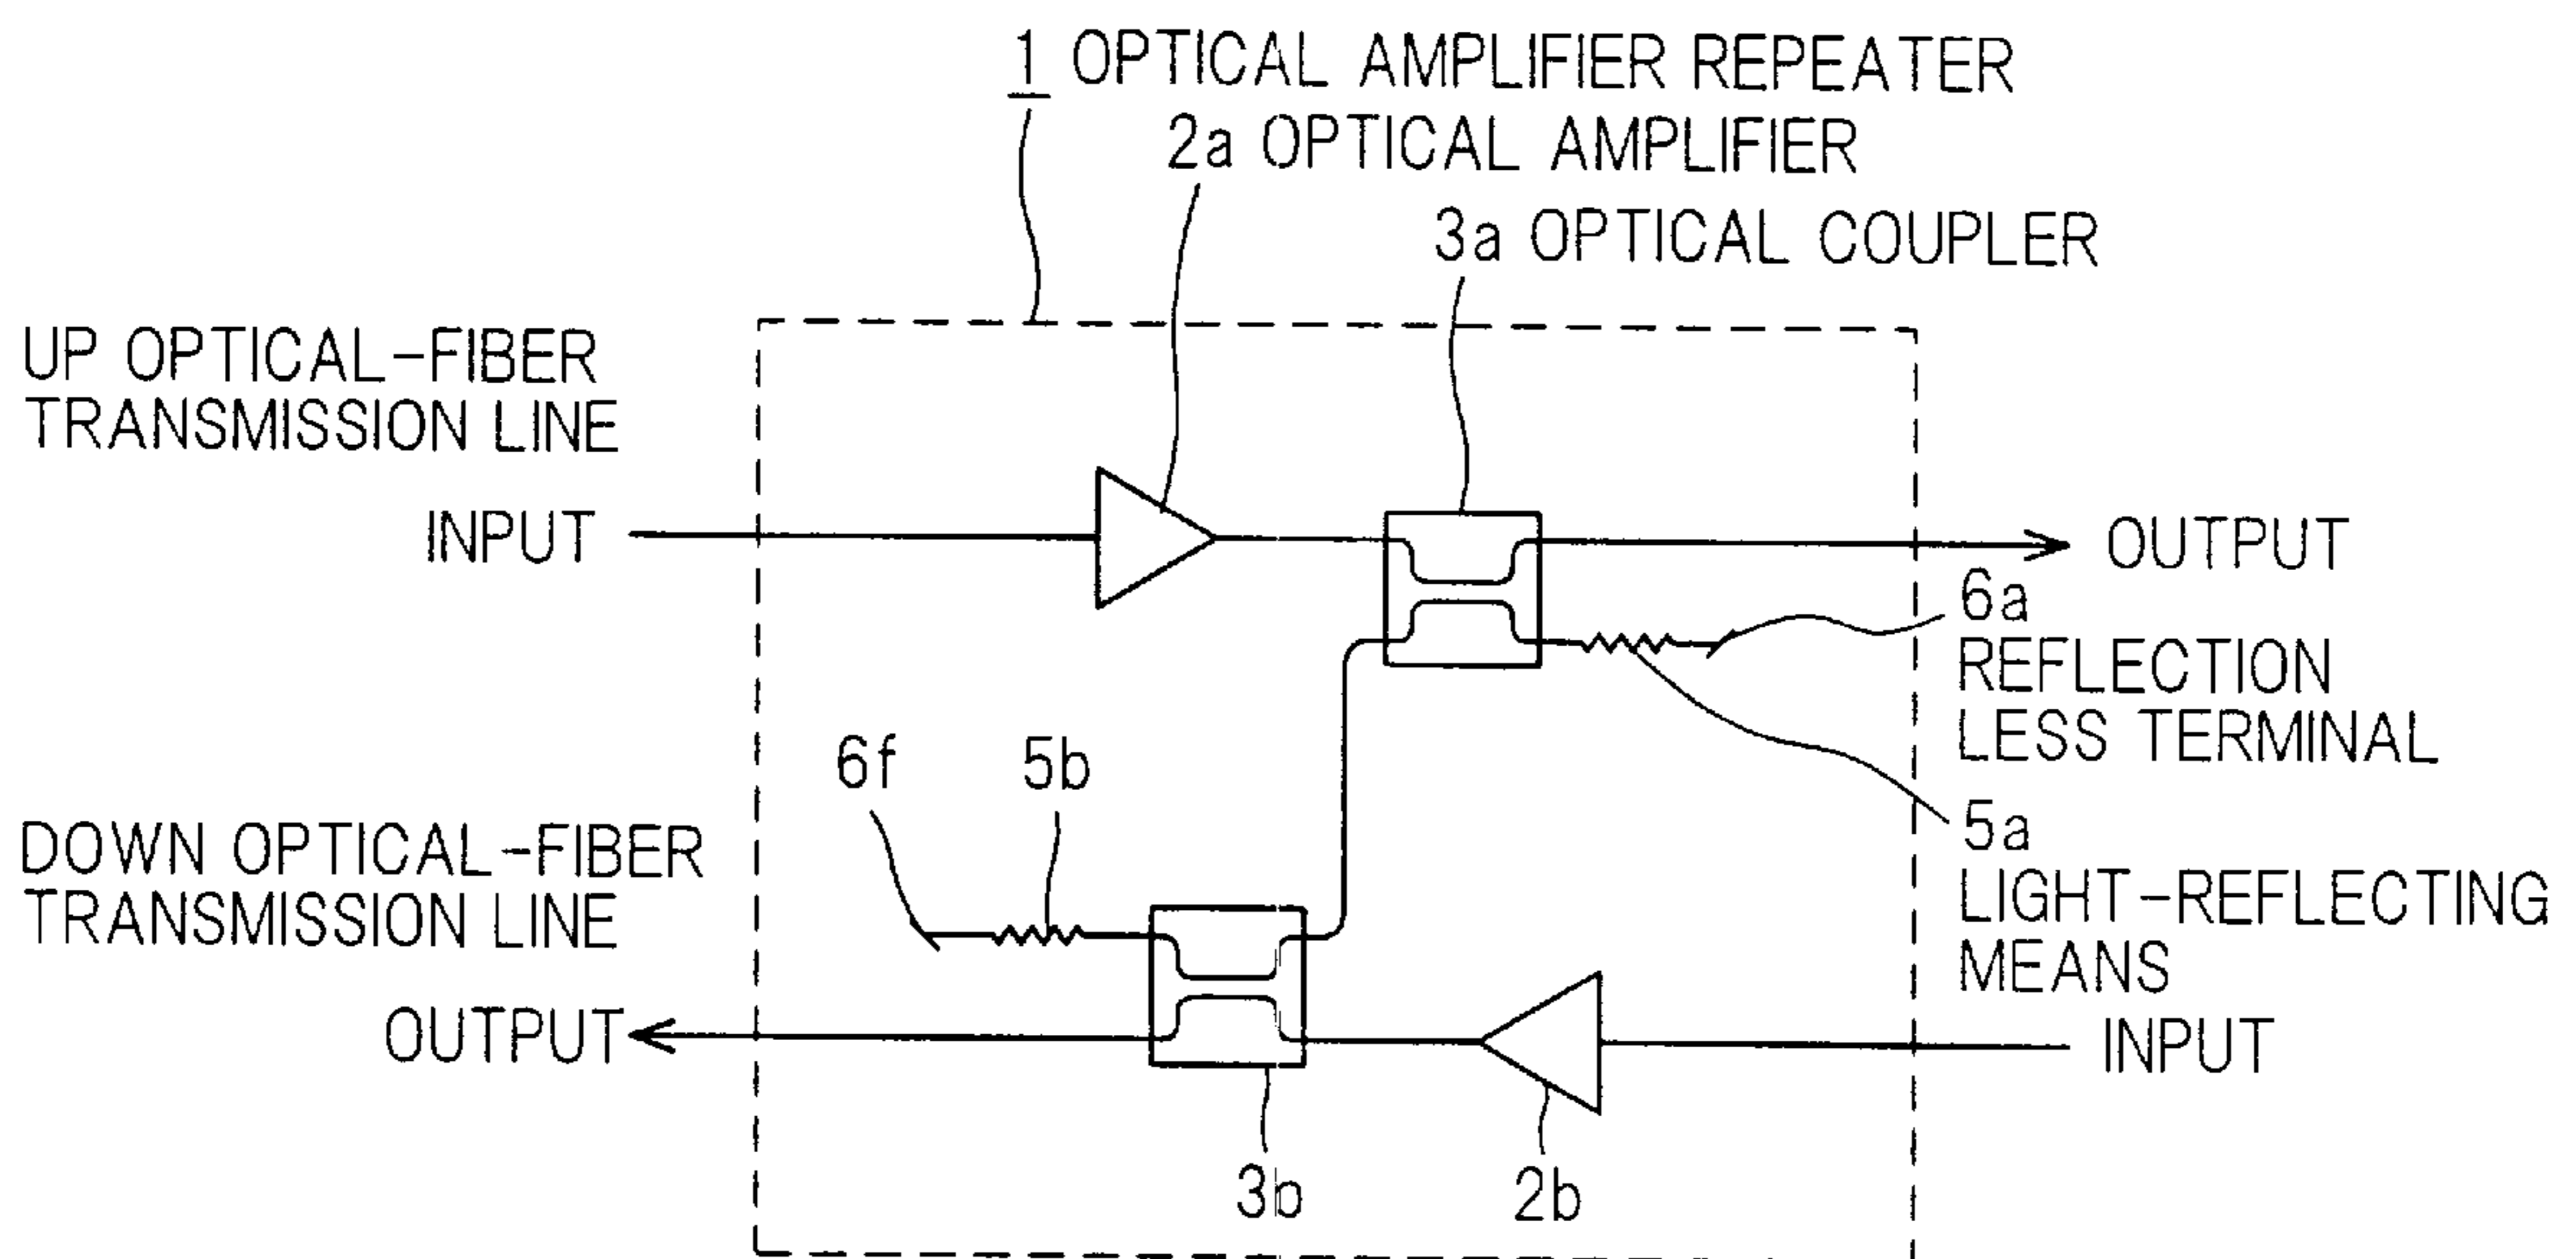 1 OPTICAL AMPLIFIER REPEATER
2a OPTICAL AMPLIFIER
3a OPTICAL COUPLER
UP OPTICAL-FIBER
TRANSMISSION LINE
INPUT
OUTPUT
6a
REFLECTION
LESS TERMINAL
6f
5b
5a
LIGHT-REFLECTING
MEANS
DOWN OPTICAL-FIBER
TRANSMISSION LINE
OUTPUT
INPUT
3b
2b